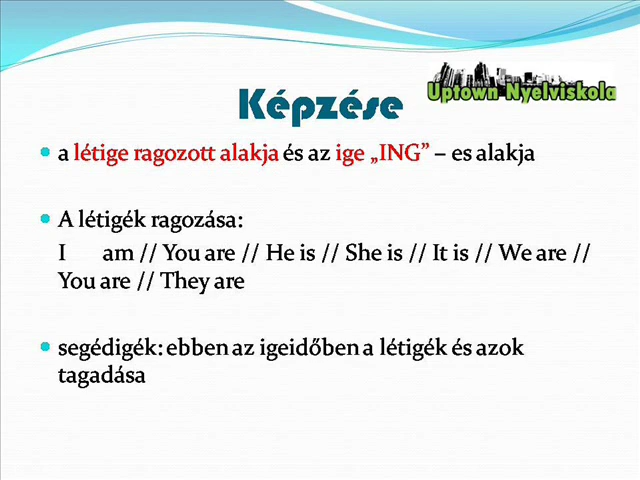 Uptown Nyelviskola
Képzése
a létige ragozott alakja és az ige „ING” – es alakja
A létigék ragozása:
I am // You are // He is // She is // It is // We are //
You are // They are
segédigék: ebben az igeidőben a létigék és azok
tagadása